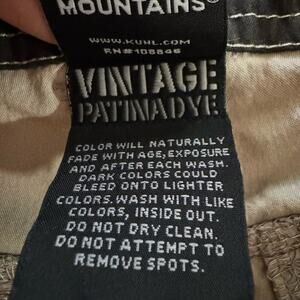 MOUNTAINS®
WWW.KUHL.COM
RN#108846
VINTAGE
PATINADYE
COLOR WILL NATURALLY
FADE WITH AGE, EXPOSURE
AND AFTER EACH WASH.
DARK COLORS COULD
BLEED ONTO LIGHTER
COLORS. WASH WITH LIKE
COLORS, INSIDE OUT.
DO NOT DRY CLEAN.
DO NOT ATTEMPT TO
REMOVE SPOTS.